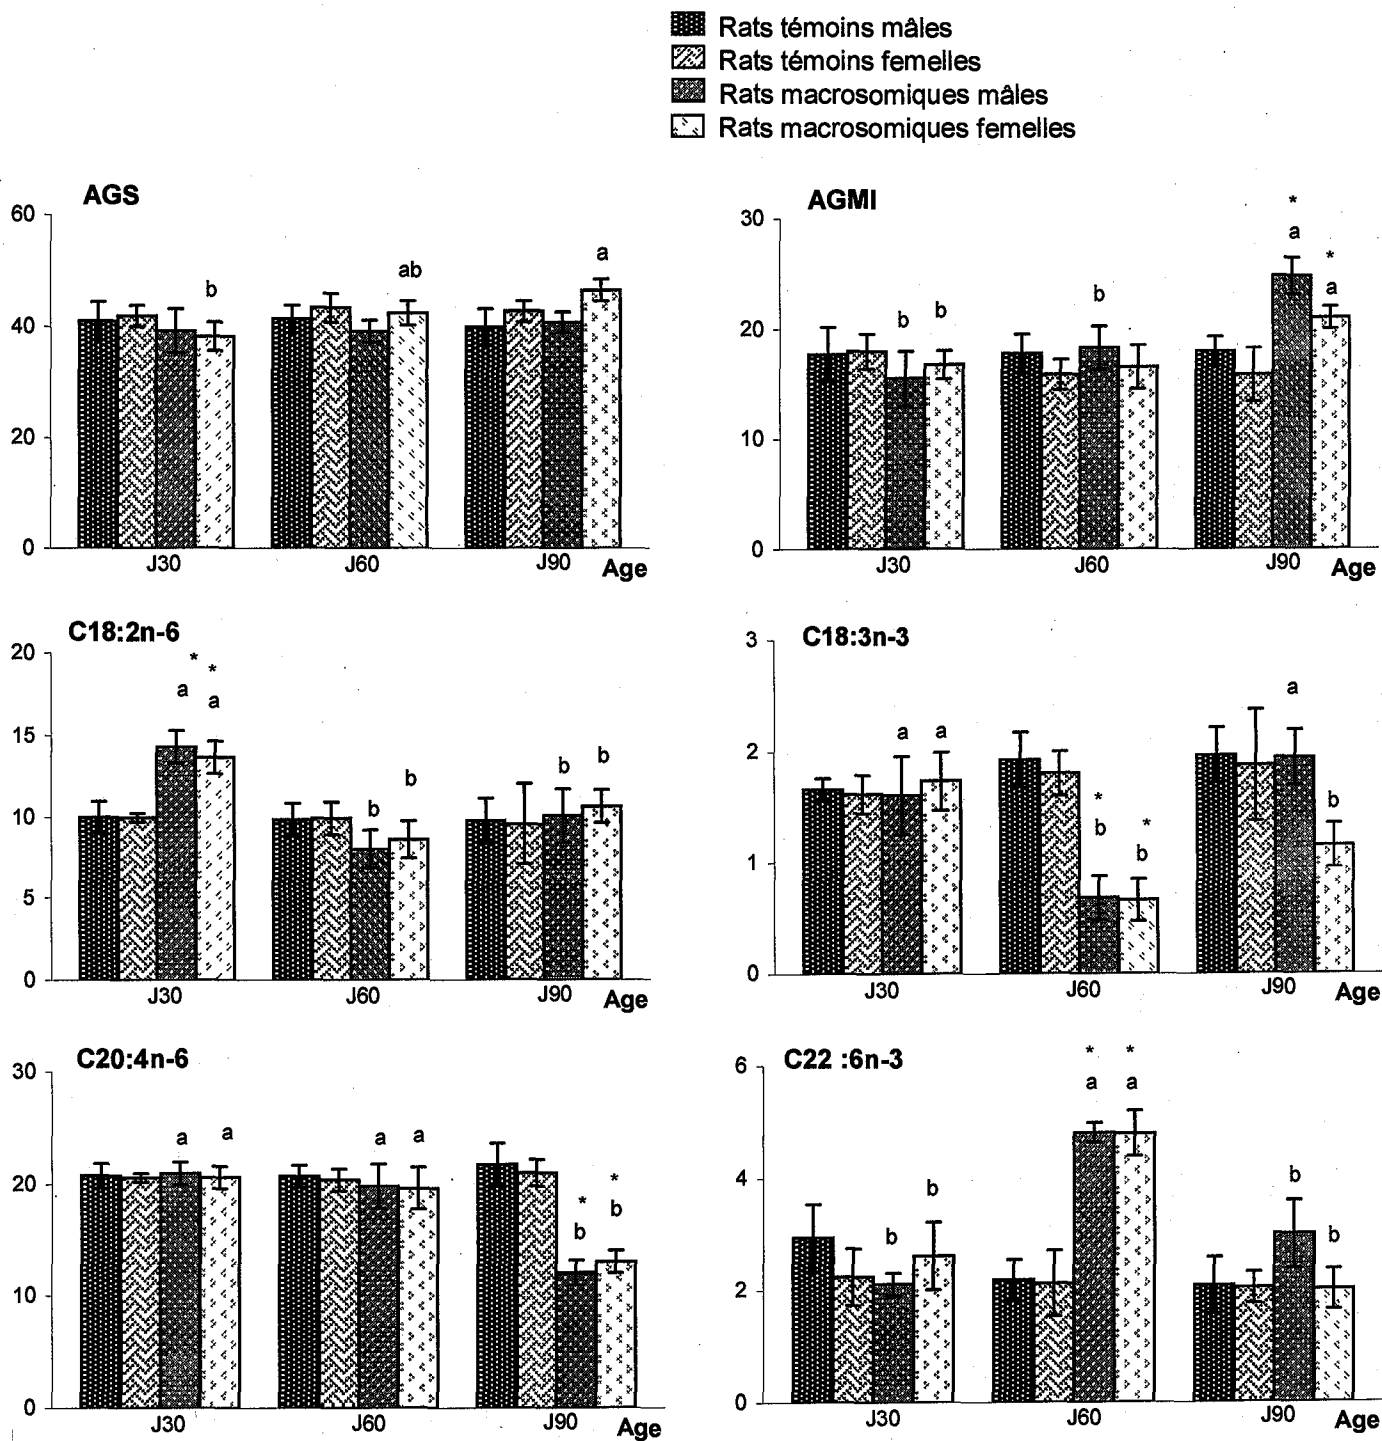 Rats témoins mâles
Rats témoins femelles
Rats macrosomiques mâles
Rats macrosomiques femelles
AGS
60
40
20
0
b
ab
a
J30
J60
J90
Age
AGMI
30
20
10
0
b
b
b
*
a
*
a
J30
J60
J90
Age
C18:2n-6
20
15
10
5
0
*
a
*
a
b
b
b
b
J30
J60
J90
Age
C18:3n-3
3
2
1
0
a
a
*
b
*
b
a
b
J30
J60
J90
Age
C20:4n-6
30
20
10
0
a
a
a
a
*
b
*
b
J30
J60
J90
Age
C22 :6n-3
6
4
2
0
b
b
*
a
*
a
b
b
J30
J60
J90
Age